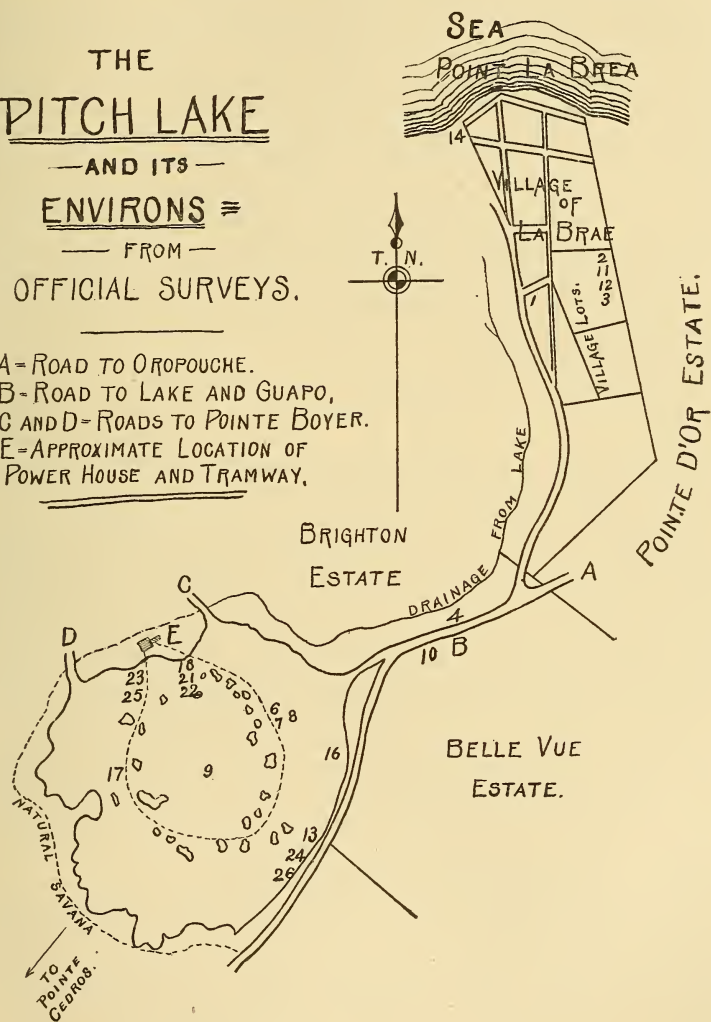 THE
PITCH LAKE
—AND ITS—
ENVIRONS =
—FROM—
OFFICIAL SURVEYS.
A=ROAD TO OROPOUCHE.
B=ROAD TO LAKE AND GUAPO,
C AND D=ROADS TO POINTE BOYER.
E=APPROXIMATE LOCATION OF
POWER HOUSE AND TRAMWAY,
SEA
POINT LA BREA
14
VILLAGE
OF
LA BRAE
2
11
12
3
1
VILLAGE LOTS.
POINTE D'OR ESTATE.
T. N.
BRIGHTON
ESTATE
DRAINAGE FROM LAKE
A
4
B
10
C
D
E
18
21
22
23
25
6
7 8
16
9
17
13
24
26
BELLE VUE
ESTATE.
NATURAL
SAVANA
TO
POINTE
CEDROS.